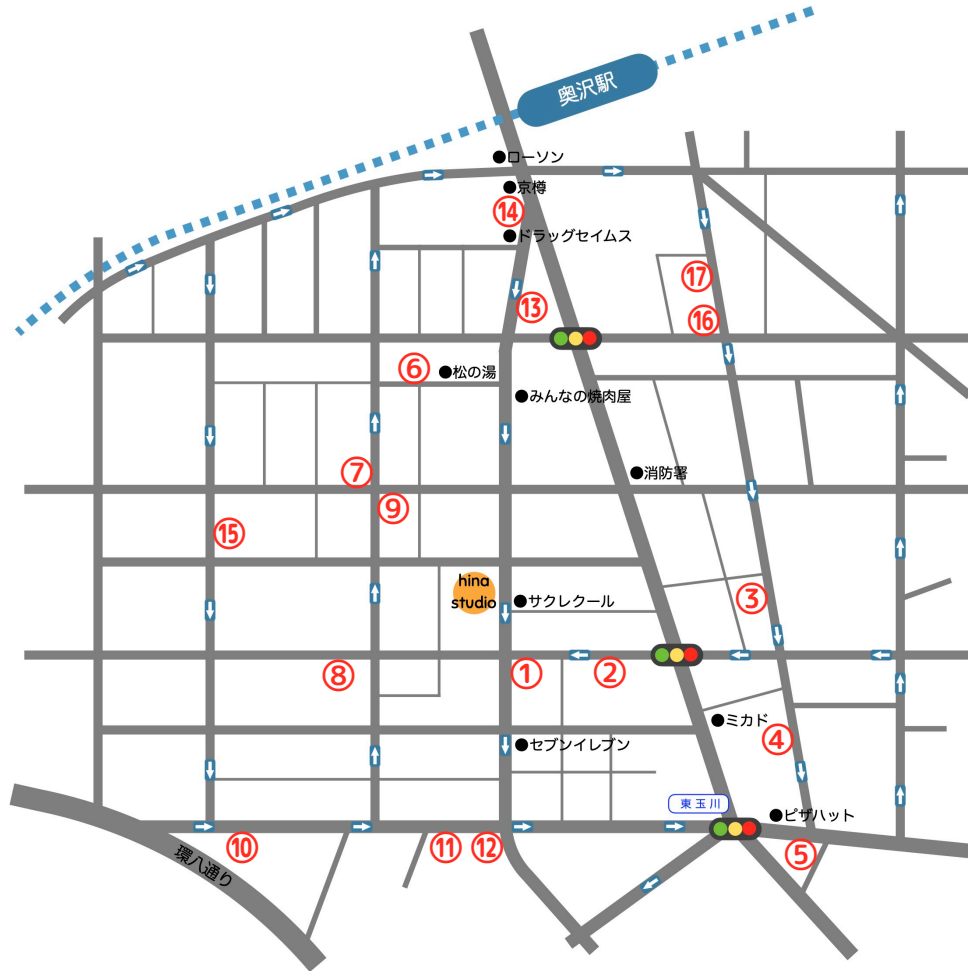 奥沢駅
ローソン
京樽
⑭
ドラッグセイムス
⑰
⑬
⑯
⑥
松の湯
みんなの焼肉屋
⑦
消防署
⑨
⑮
hina
studio
サクレクール
③
⑧
①
②
ミカド
④
セブンイレブン
東玉川
ピザハット
⑩
⑪
⑫
⑤
環八通り